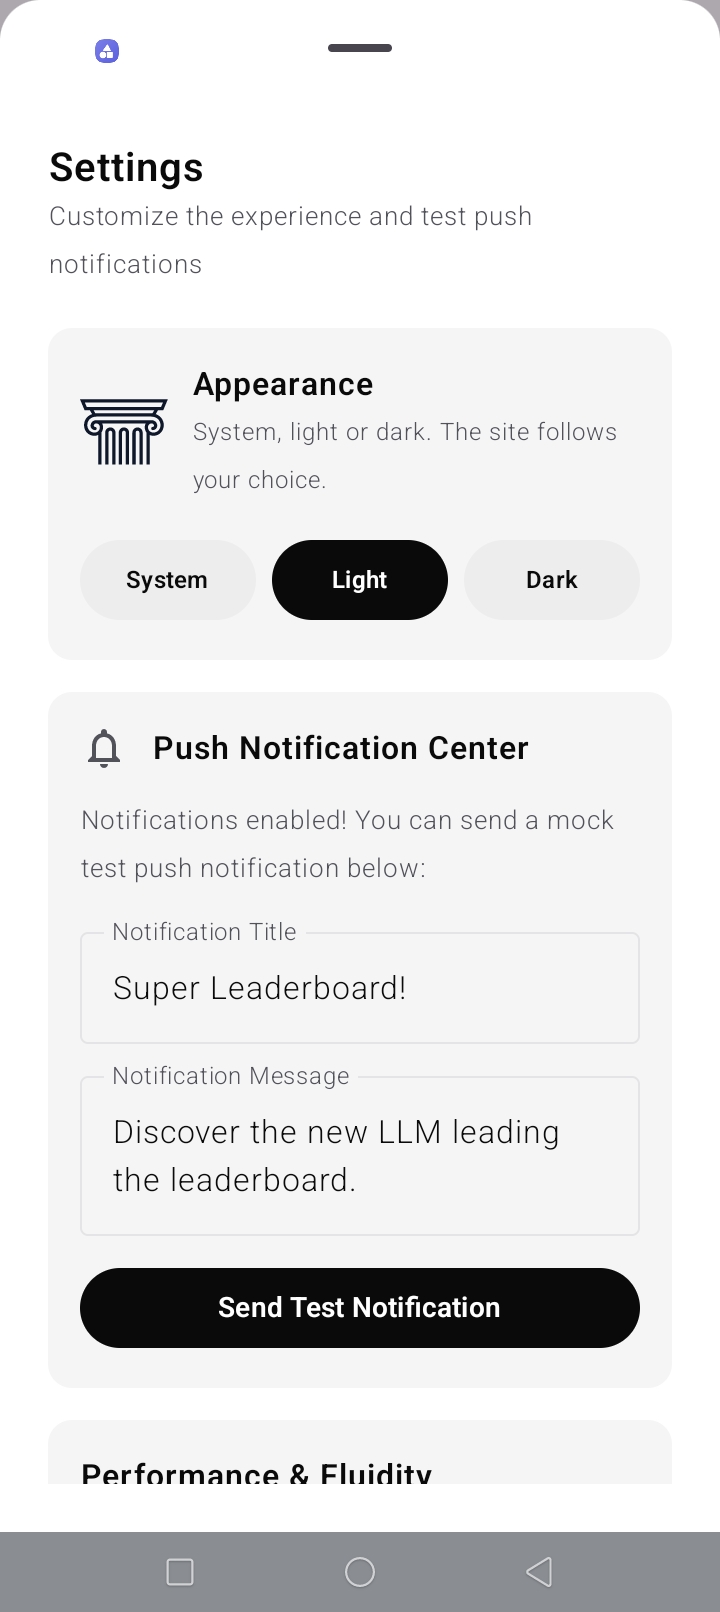 Settings
Customize the experience and test push
notifications
Appearance
System, light or dark. The site follows
your choice.
System
Light
Dark
Push Notification Center
Notifications enabled! You can send a mock
test push notification below:
Notification Title
Super Leaderboard!
Notification Message
Discover the new LLM leading
the leaderboard.
Send Test Notification
Performance & Fluidity